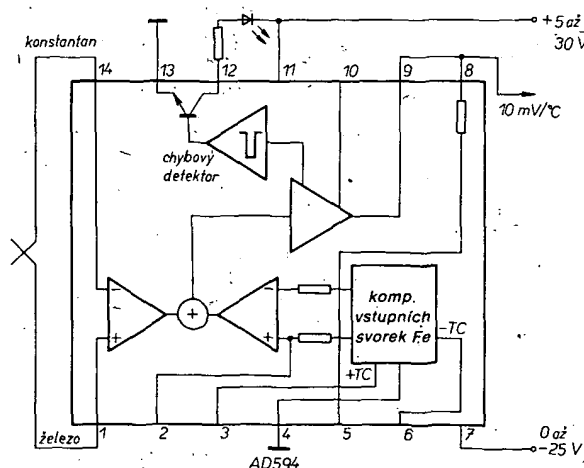 +5 až
30 V
konstantan
14
13
12
11
10
9
8
10 mV/°C
chybový
detektor
−
+
+
−
+
komp.
vstupních
svorek Fe
−TC
+TC
železo
1
2
3
4
5
6
7
0 až
−25 V
AD594